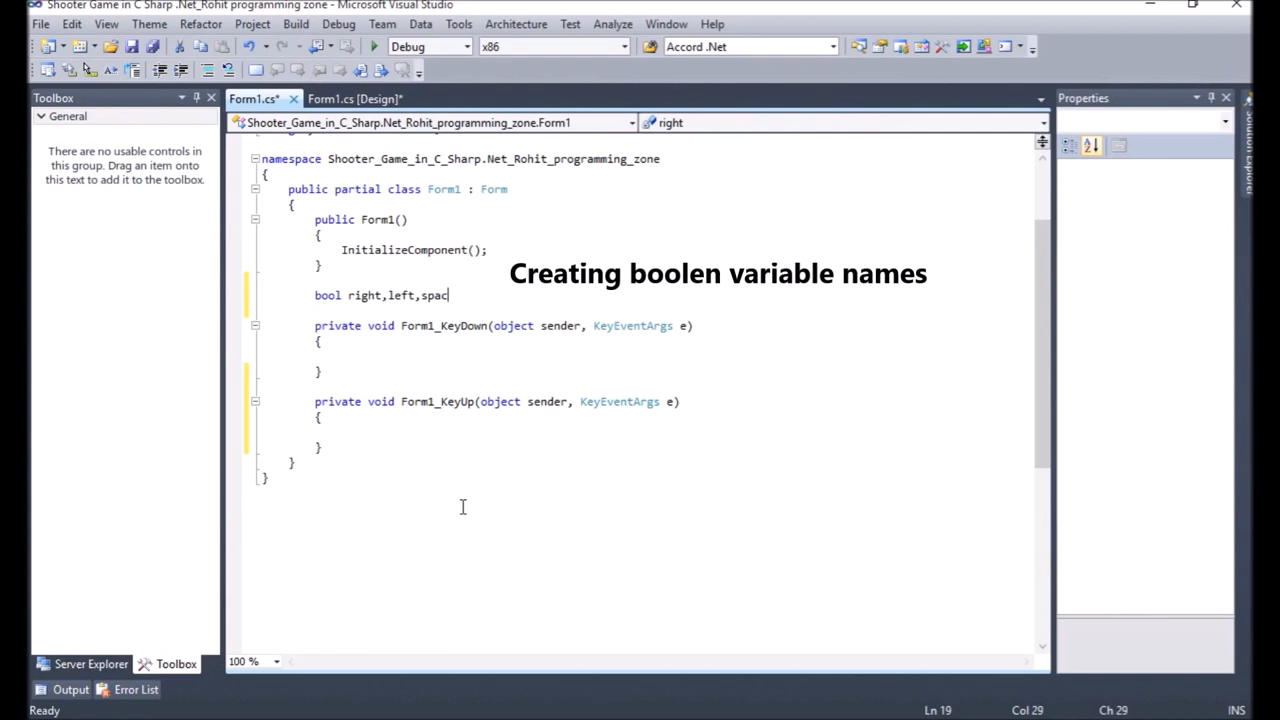 Shooter Game in C Sharp .Net_Rohit programming zone - Microsoft Visual Studio
File Edit View Theme Refactor Project Build Debug Team Data Tools Architecture Test Analyze Window Help
Debug x86 Accord .Net
Toolbox Form1.cs* Form1.cs [Design]* Properties
General Shooter_Game_in_C_Sharp.Net_Rohit_programming_zone.Form1 right
There are no usable controls in
this group. Drag an item onto
this text to add it to the toolbox.
namespace Shooter_Game_in_C_Sharp.Net_Rohit_programming_zone
{
public partial class Form1 : Form
{
public Form1()
{
InitializeComponent();
}
Creating boolen variable names
bool right,left,spac
private void Form1_KeyDown(object sender, KeyEventArgs e)
{
}
private void Form1_KeyUp(object sender, KeyEventArgs e)
{
}
}
}
Server Explorer
100 %
Server Explorer Toolbox
Output Error List
Ready Ln 19 Col 29 Ch 29 INS